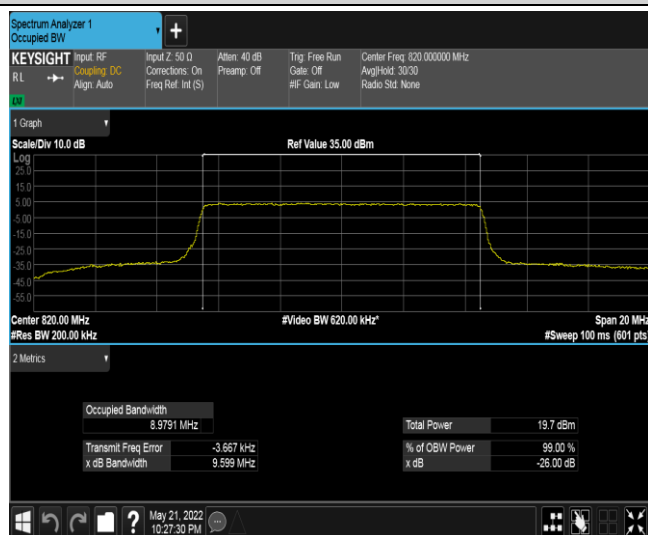 Spectrum Analyzer 1
Occupied BW
+
KEYSIGHT Input: RF Input Z: 50 Ω Atten: 40 dB Trig: Free Run Center Freq: 820.000000 MHz
RL Coupling: DC Corrections: On Preamp: Off Gate: Off Avg|Hold: 30/30
Align: Auto Freq Ref: Int (S) #IF Gain: Low Radio Std: None
LXI
1 Graph
Scale/Div 10.0 dB Ref Value 35.00 dBm
Log
25.0
15.0
5.00
-5.00
-15.0
-25.0
-35.0
-45.0
-55.0
Center 820.00 MHz #Video BW 620.00 kHz* Span 20 MHz
#Res BW 200.00 kHz #Sweep 100 ms (601 pts)
2 Metrics
Occupied Bandwidth
8.9791 MHz Total Power 19.7 dBm
Transmit Freq Error -3.667 kHz % of OBW Power 99.00 %
x dB Bandwidth 9.599 MHz x dB -26.00 dB
? May 21, 2022
10:27:30 PM